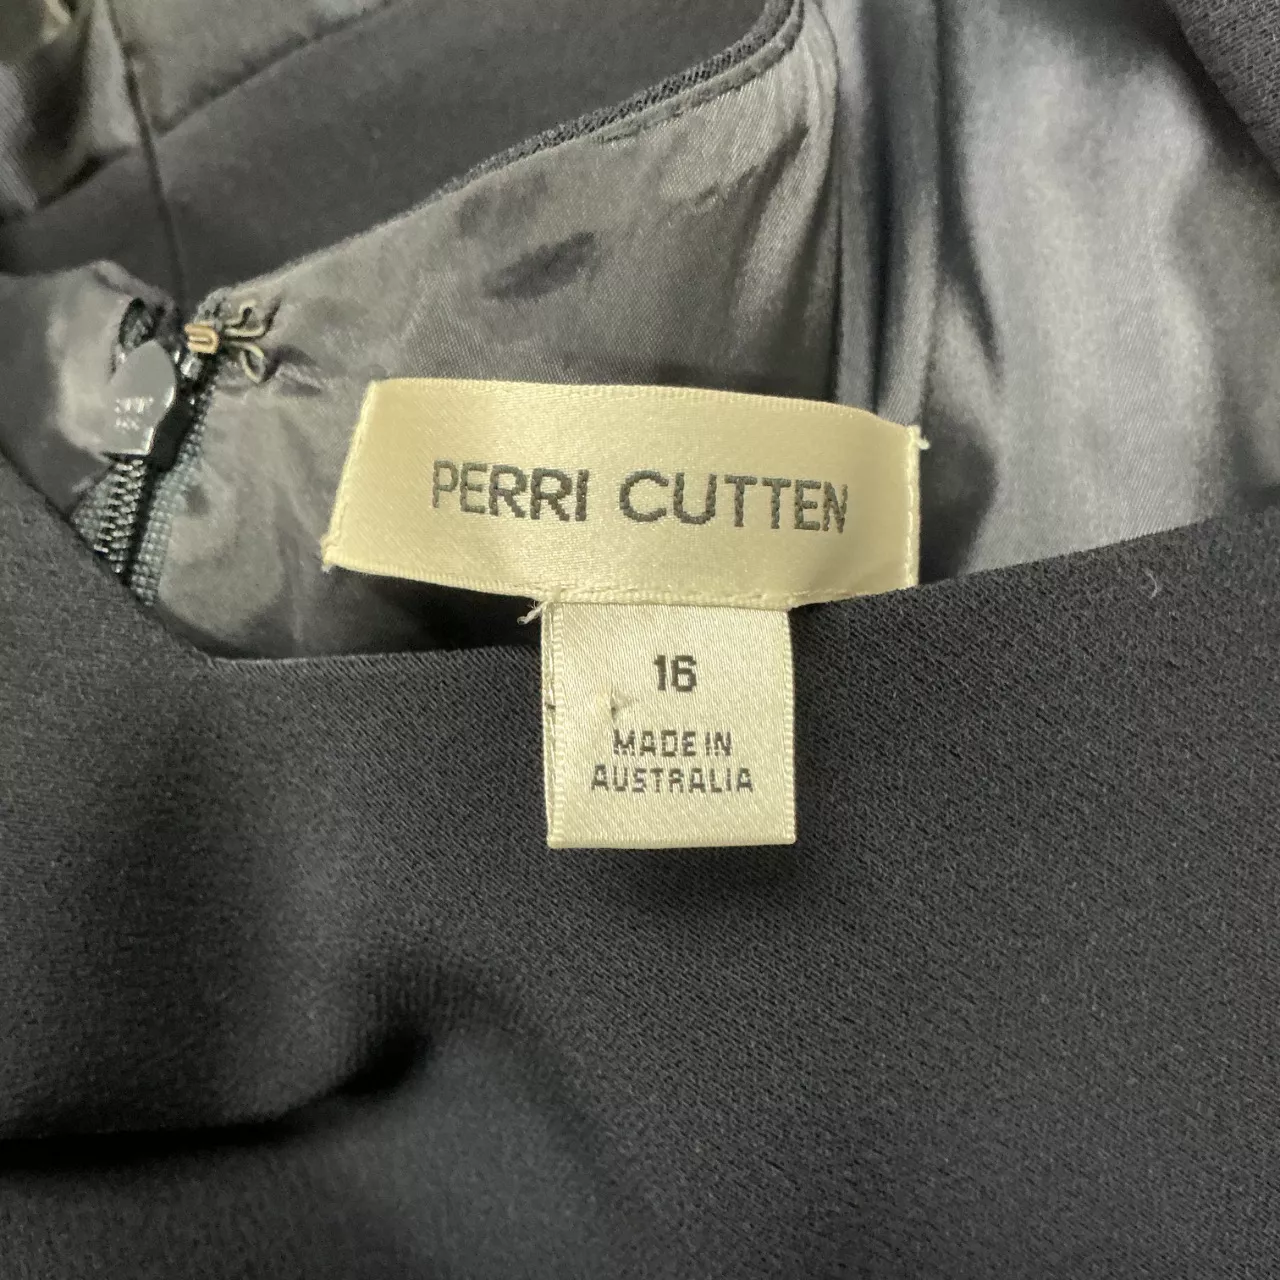 PERRI CUTTEN
16
MADE IN
AUSTRALIA